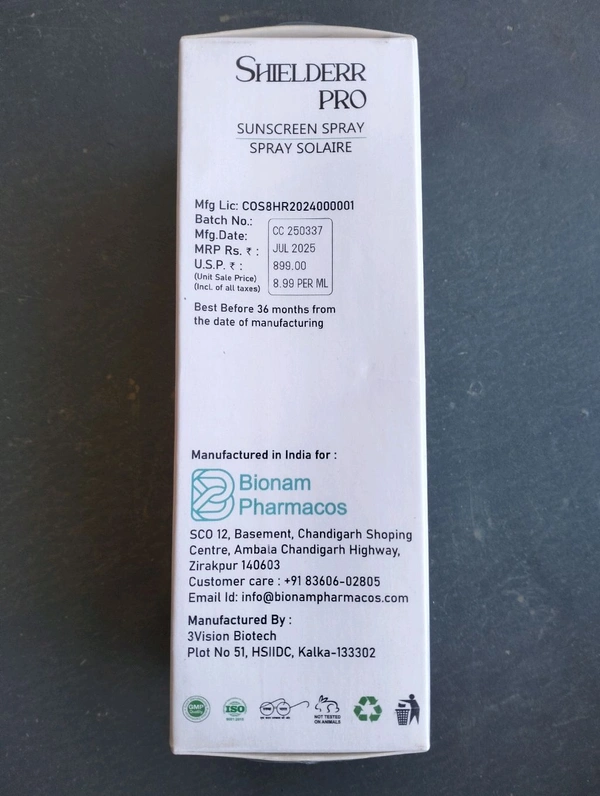 SHIELDERR
PRO
SUNSCREEN SPRAY
SPRAY SOLAIRE
Mfg Lic: COS8HR2024000001
Batch No.: CC 250337
Mfg.Date: JUL 2025
MRP Rs. ₹ : 899.00
U.S.P. ₹ : 8.99 PER ML
(Unit Sale Price)
(Incl. of all taxes)
Best Before 36 months from
the date of manufacturing
Manufactured in India for :
Bionam
Pharmacos
SCO 12, Basement, Chandigarh Shoping
Centre, Ambala Chandigarh Highway,
Zirakpur 140603
Customer care : +91 83606-02805
Email Id: info@bionampharmacos.com
Manufactured By :
3Vision Biotech
Plot No 51, HSIIDC, Kalka-133302
GMP
Quality
ISO
NOT TESTED
ON ANIMALS